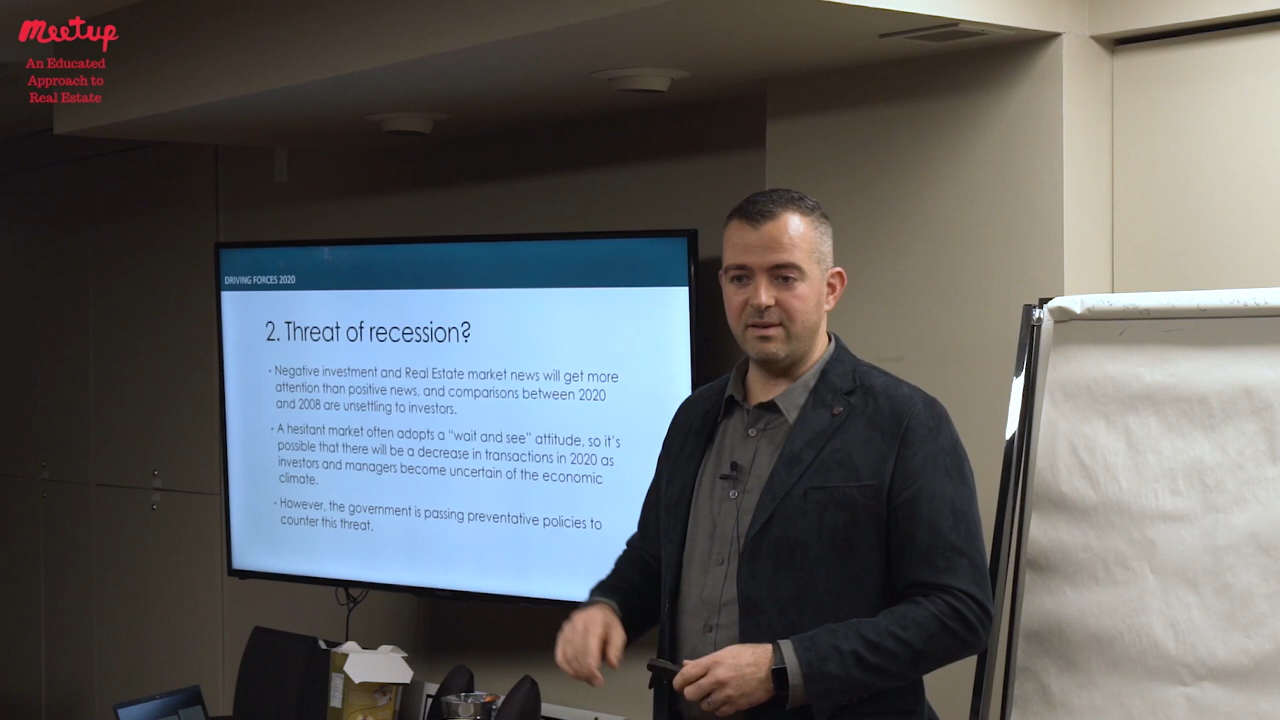 Meetup
An Educated
Approach to
Real Estate
DRIVING FORCES 2020
2. Threat of recession?
• Negative investment and Real Estate market news will get more
attention than positive news, and comparisons between 2020
and 2008 are unsettling to investors.
• A hesitant market often adopts a “wait and see” attitude, so it’s
possible that there will be a decrease in transactions in 2020 as
investors and managers become uncertain of the economic
climate.
• However, the government is passing preventative policies to
counter this threat.